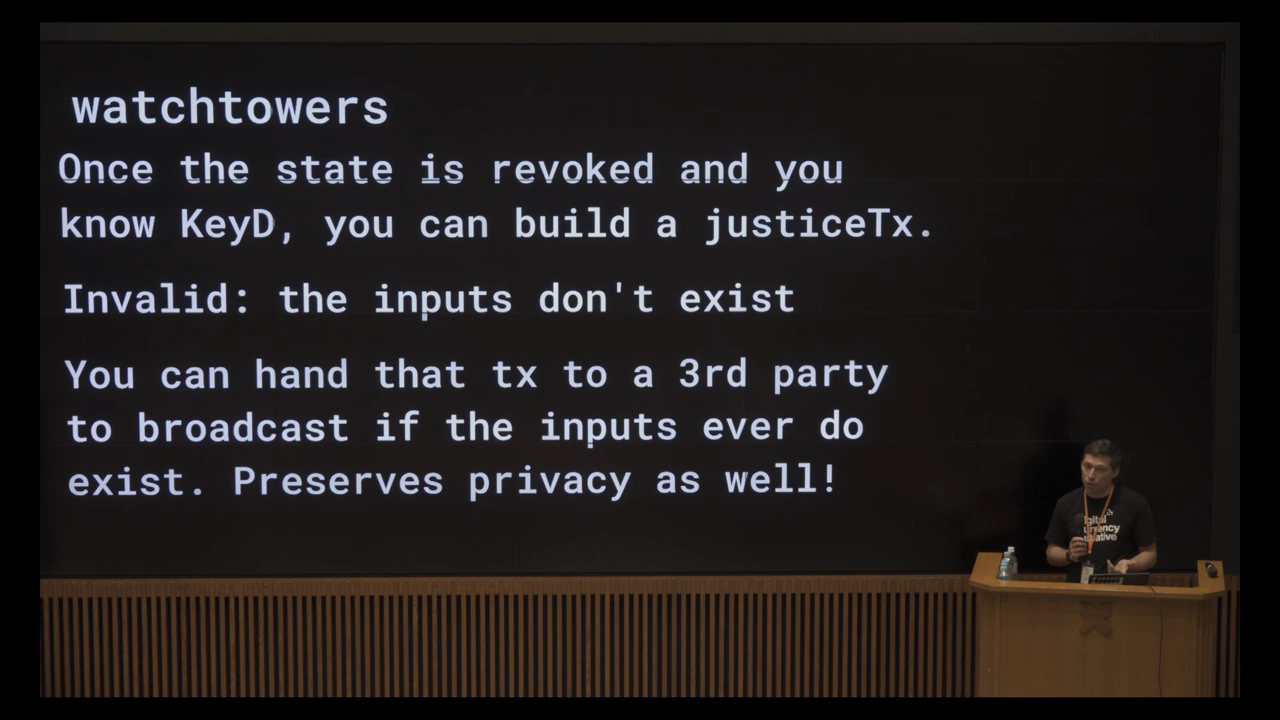 watchtowers
Once the state is revoked and you
know KeyD, you can build a justiceTx.
Invalid: the inputs don't exist
You can hand that tx to a 3rd party
to broadcast if the inputs ever do
exist. Preserves privacy as well!